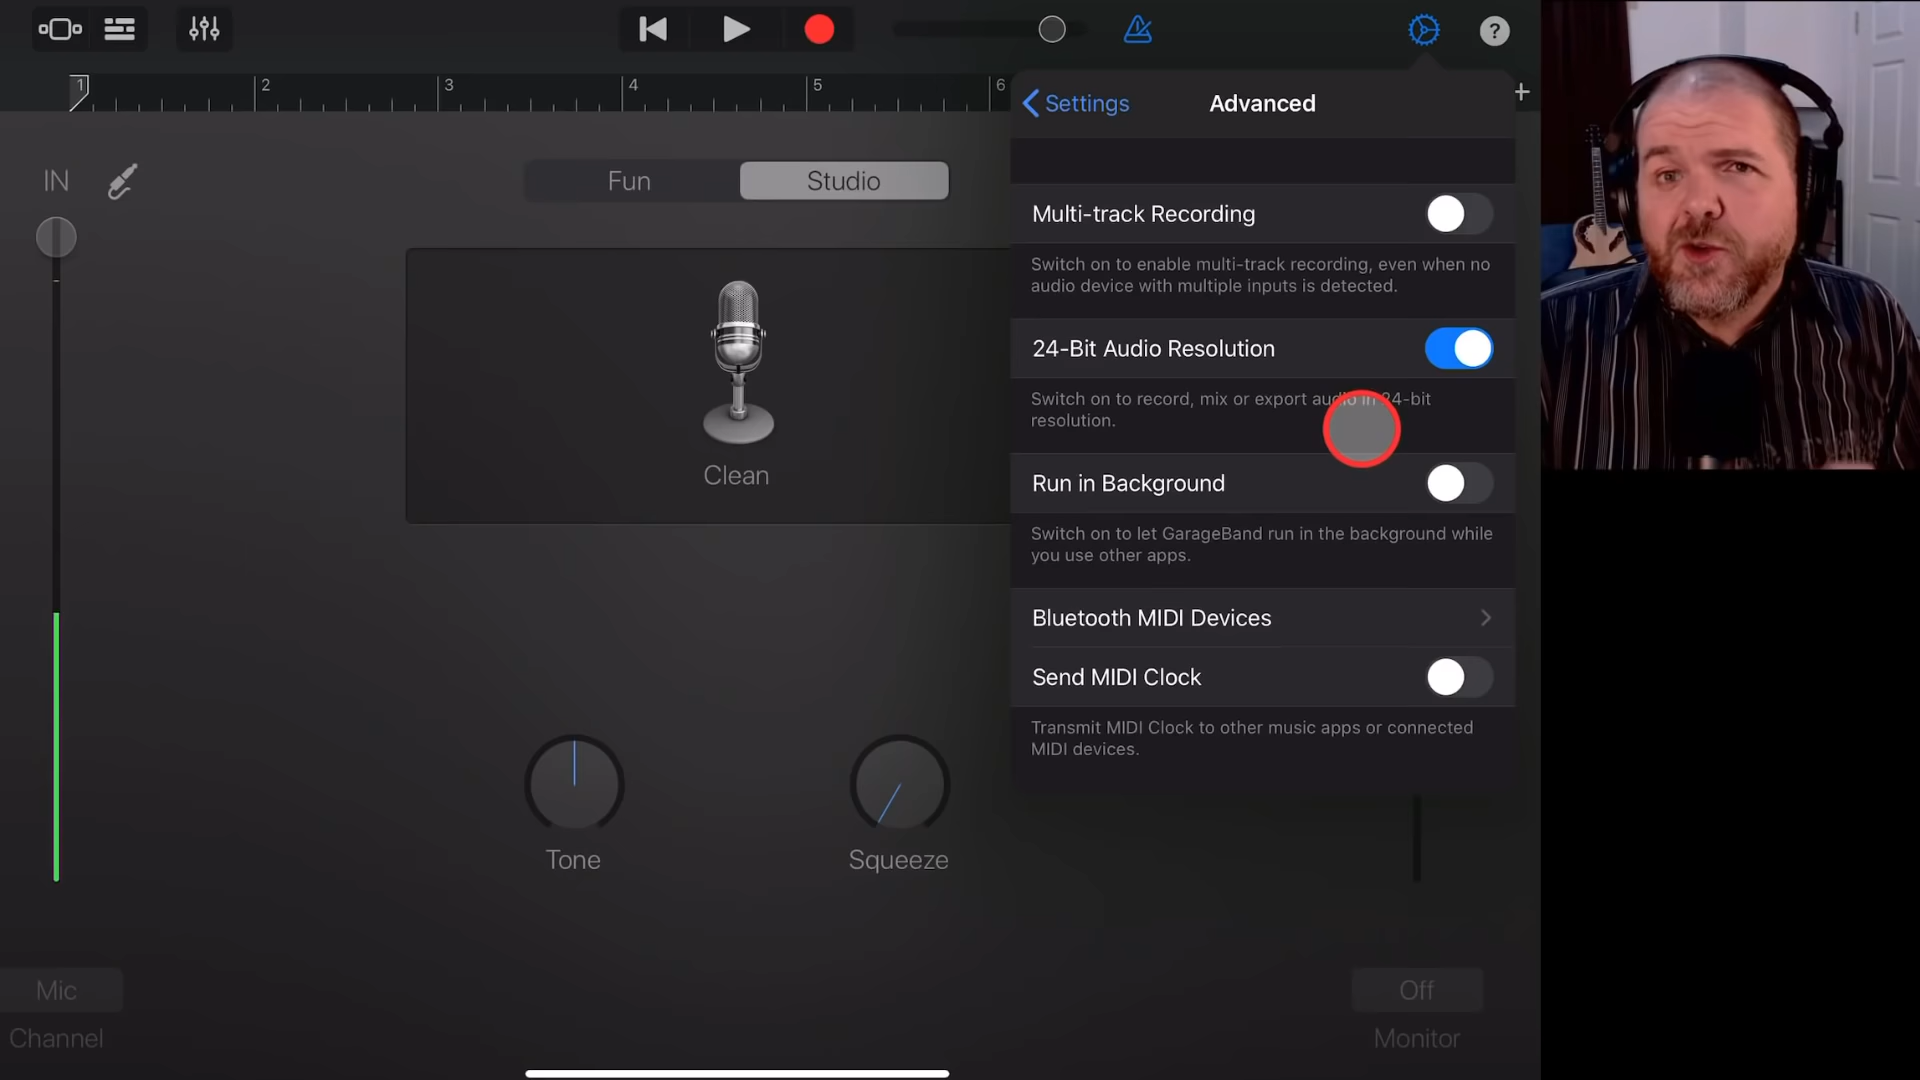 ?
1
2
3
4
5
6
+
Settings
Advanced
IN
Fun
Studio
Multi-track Recording
Switch on to enable multi-track recording, even when no
audio device with multiple inputs is detected.
24-Bit Audio Resolution
Switch on to record, mix or export audio in 24-bit
resolution.
Clean
Run in Background
Switch on to let GarageBand run in the background while
you use other apps.
Bluetooth MIDI Devices
Send MIDI Clock
Transmit MIDI Clock to other music apps or connected
MIDI devices.
Tone
Squeeze
Mic
Channel
Off
Monitor